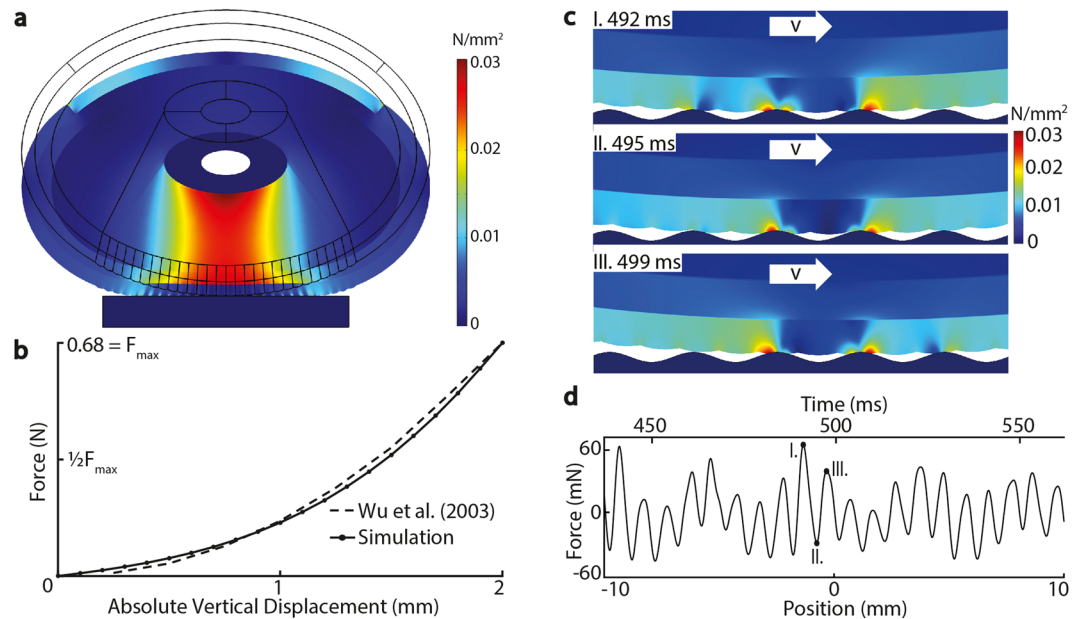 a
N/mm²
0.03
0.02
0.01
0
b
0.68 = Fmax
½Fmax
Force (N)
Wu et al. (2003)
Simulation
0
1
2
Absolute Vertical Displacement (mm)
c
I. 492 ms
v
II. 495 ms
v
III. 499 ms
v
N/mm²
0.03
0.02
0.01
0
d
Time (ms)
450
500
550
60
0
-60
Force (mN)
I.
III.
II.
-10
0
10
Position (mm)